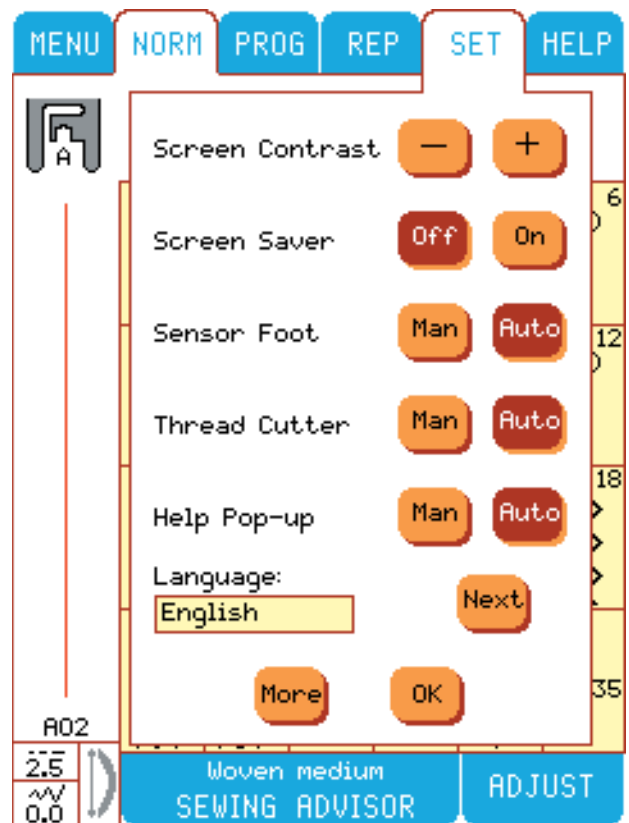 MENU NORM PROG REP SET HELP
A
Screen Contrast − +
6
Screen Saver Off On
Sensor Foot Man Auto
12
Thread Cutter Man Auto
18
Help Pop-up Man Auto
Language:
English Next
More OK
35
A02
2.5 Woven medium
0.0 SEWING ADVISOR ADJUST